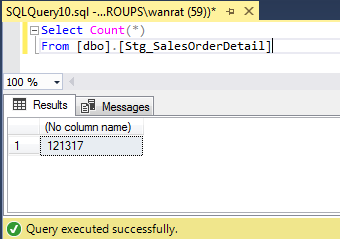 SQLQuery10.sql -...ROUPS\wanrat (59))*
Select Count(*)
From [dbo].[Stg_SalesOrderDetail]
100 %
Results Messages
(No column name)
1 121317
Query executed successfully.